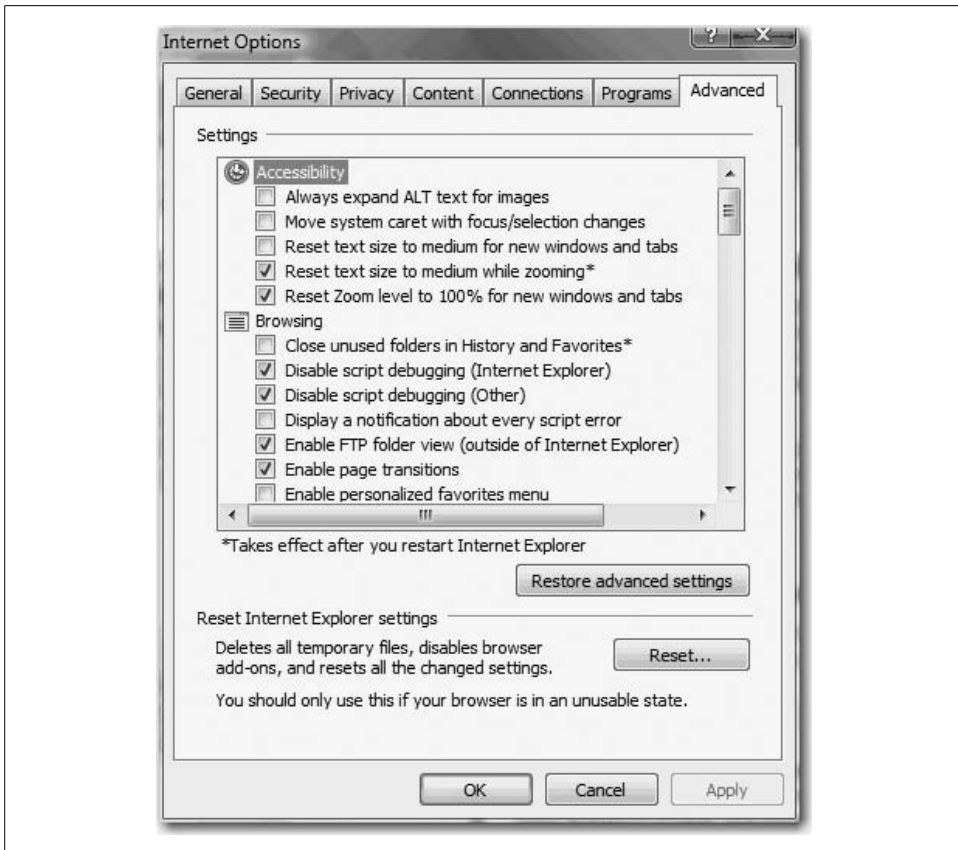 Internet Options
?
X
General Security Privacy Content Connections Programs Advanced
Settings
Accessibility
Always expand ALT text for images
Move system caret with focus/selection changes
Reset text size to medium for new windows and tabs
Reset text size to medium while zooming*
Reset Zoom level to 100% for new windows and tabs
Browsing
Close unused folders in History and Favorites*
Disable script debugging (Internet Explorer)
Disable script debugging (Other)
Display a notification about every script error
Enable FTP folder view (outside of Internet Explorer)
Enable page transitions
Enable personalized favorites menu
*Takes effect after you restart Internet Explorer
Restore advanced settings
Reset Internet Explorer settings
Deletes all temporary files, disables browser
add-ons, and resets all the changed settings.
Reset...
You should only use this if your browser is in an unusable state.
OK Cancel Apply